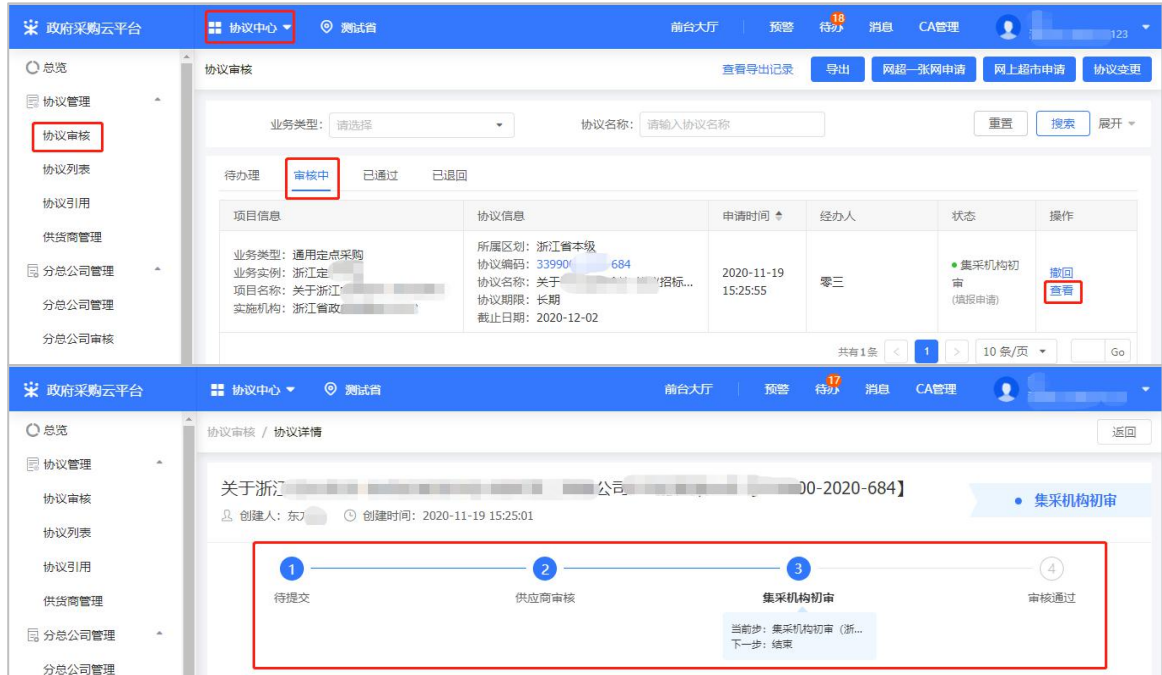 政府采购云平台 协议中心 测试省 前台大厅 预警 待办 18 消息 CA管理 123
总览
协议管理
协议审核
协议列表
协议引用
供货商管理
分总公司管理
分总公司管理
分总公司审核
协议审核 查看导出记录 导出 网超一张网申请 网上超市申请 协议变更
业务类型： 请选择 协议名称： 请输入协议名称 重置 搜索 展开
待办理 审核中 已通过 已退回
项目信息 协议信息 申请时间 经办人 状态 操作
业务类型：通用定点采购
业务实例：浙江定
项目名称：关于浙江
实施机构：浙江省政
所属区划：浙江省本级
协议编码：33990 684
协议名称：关于 招标...
协议期限：长期
截止日期：2020-12-02
2020-11-19
15:25:55
零三
集采机构初
审
(填报申请)
撤回
查看
共有1条 < 1 > 10 条/页 Go
政府采购云平台 协议中心 测试省 前台大厅 预警 待办 17 消息 CA管理
总览
协议管理
协议审核
协议列表
协议引用
供货商管理
分总公司管理
分总公司管理
协议审核 / 协议详情 返回
关于浙江 公司 00-2020-684】
创建人：东 创建时间：2020-11-19 15:25:01
集采机构初审
1 2 3 4
待提交 供应商审核 集采机构初审 审核通过
当前步：集采机构初审（浙...
下一步：结束